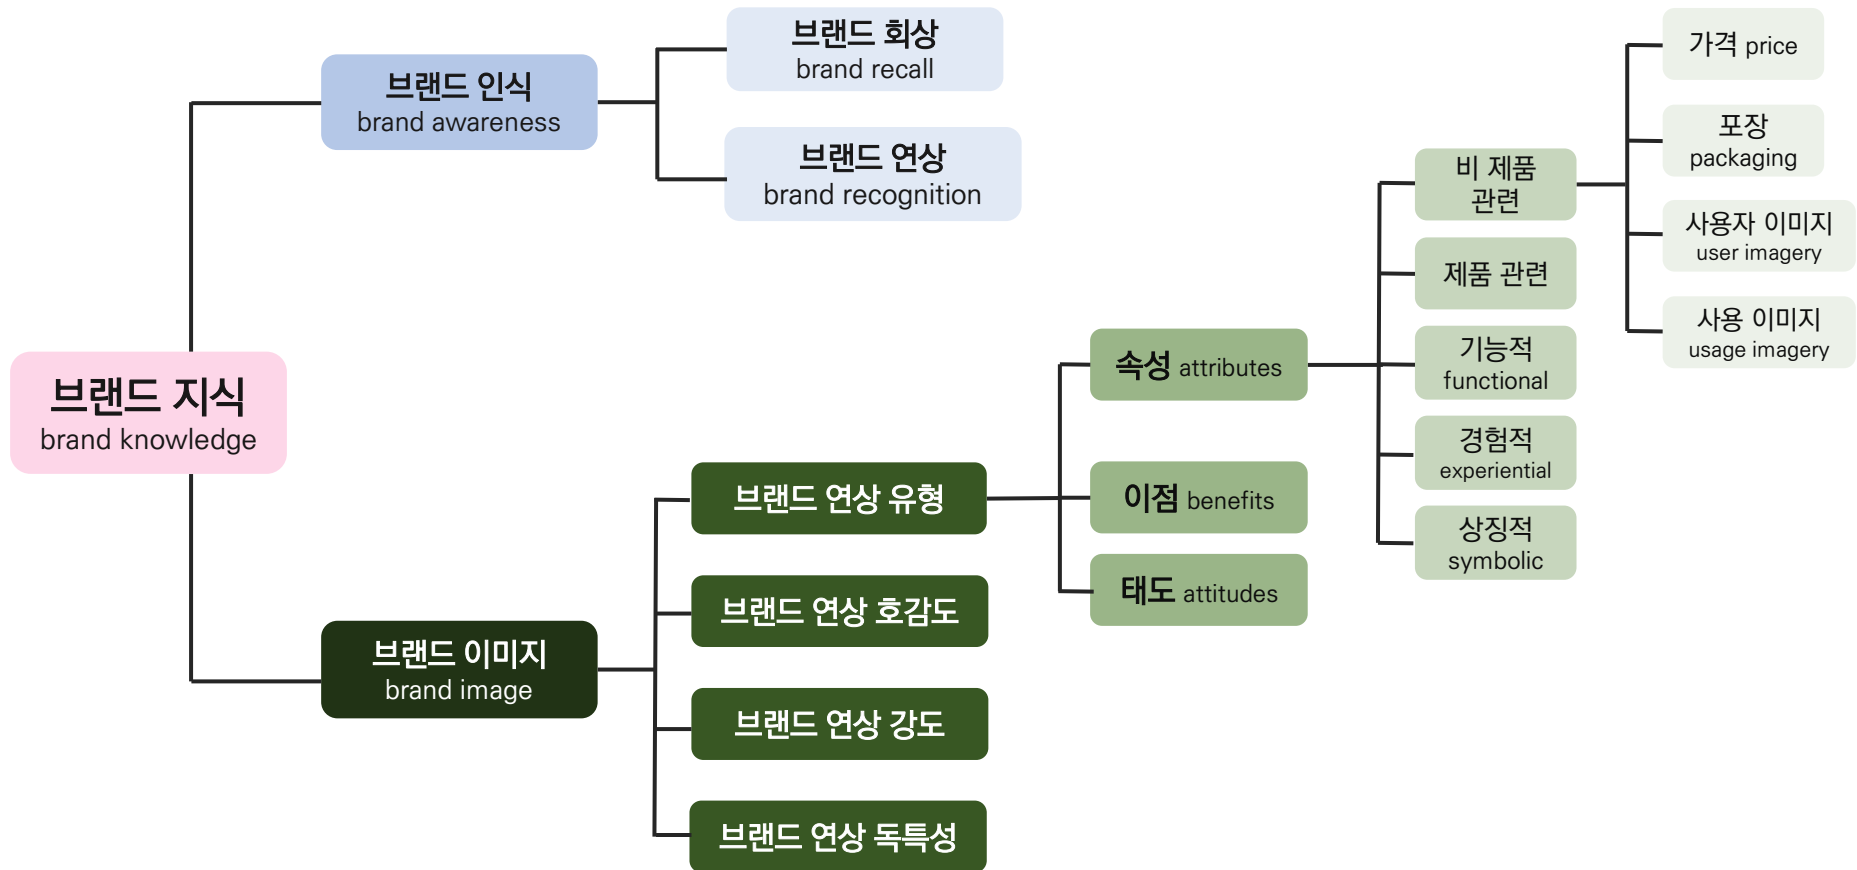 브랜드 지식
brand knowledge
브랜드 인식
brand awareness
브랜드 회상
brand recall
브랜드 연상
brand recognition
브랜드 이미지
brand image
브랜드 연상 유형
브랜드 연상 호감도
브랜드 연상 강도
브랜드 연상 독특성
속성 attributes
이점 benefits
태도 attitudes
비 제품
관련
제품 관련
기능적
functional
경험적
experiential
상징적
symbolic
가격 price
포장
packaging
사용자 이미지
user imagery
사용 이미지
usage imagery